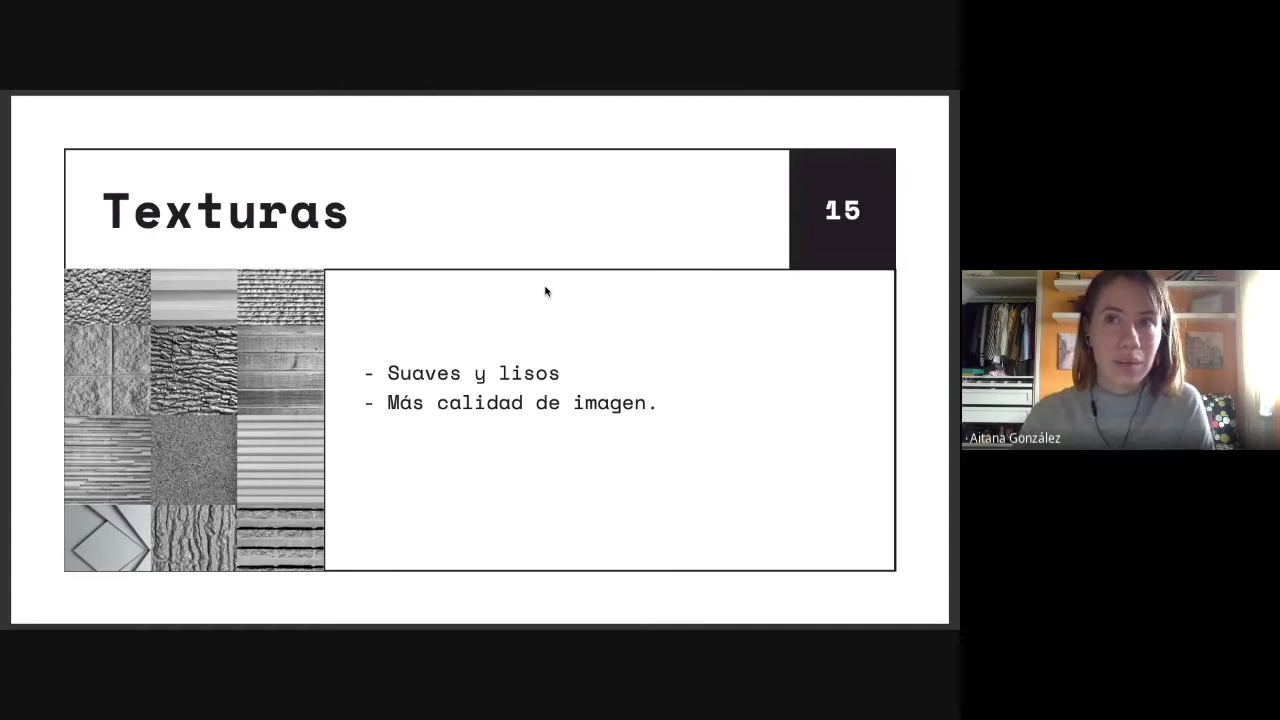 Texturas
15
- Suaves y lisos
- Más calidad de imagen.
Aitana González